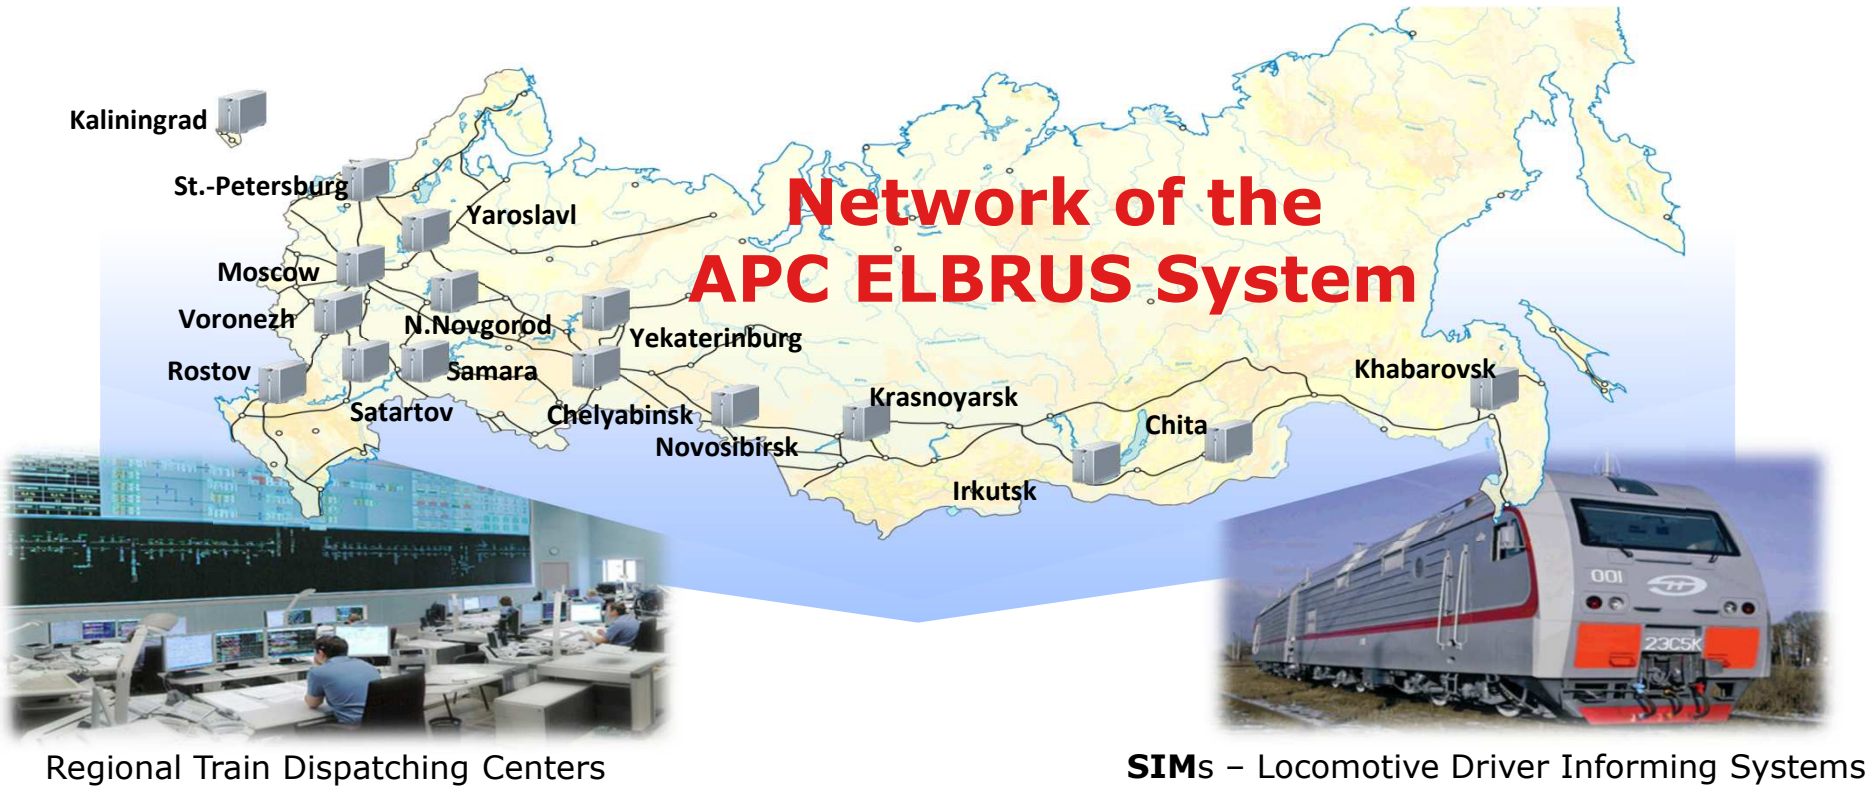 Kaliningrad
St.-Petersburg
Yaroslavl
Network of the
APC ELBRUS System
Moscow
Voronezh
N.Novgorod
Yekaterinburg
Rostov
Samara
Khabarovsk
Satartov
Chelyabinsk
Krasnoyarsk
Chita
Novosibirsk
Irkutsk
001
2ЭС5К
Regional Train Dispatching Centers
SIMs – Locomotive Driver Informing Systems